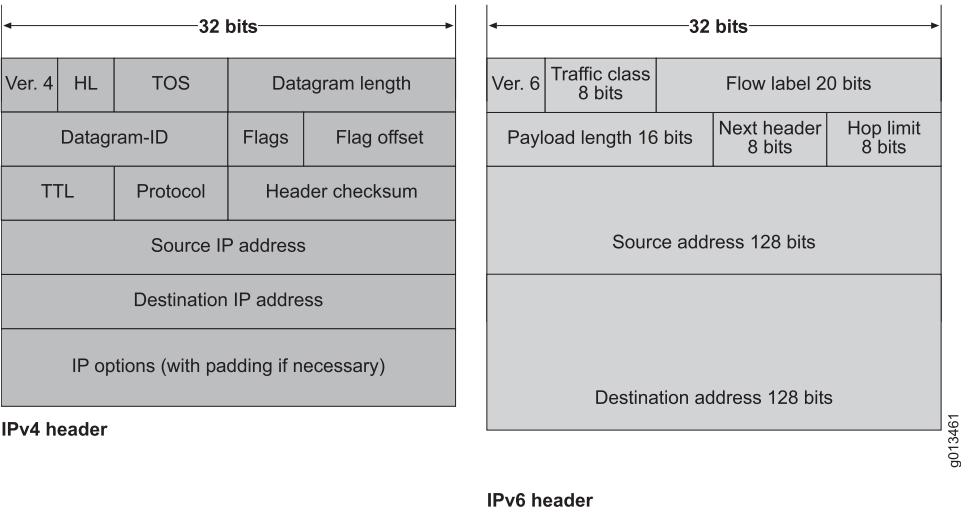 32 bits
Ver. 4 HL TOS Datagram length
Datagram-ID Flags Flag offset
TTL Protocol Header checksum
Source IP address
Destination IP address
IP options (with padding if necessary)
IPv4 header
32 bits
Ver. 6 Traffic class 8 bits Flow label 20 bits
Payload length 16 bits Next header 8 bits Hop limit 8 bits
Source address 128 bits
Destination address 128 bits
g013461
IPv6 header